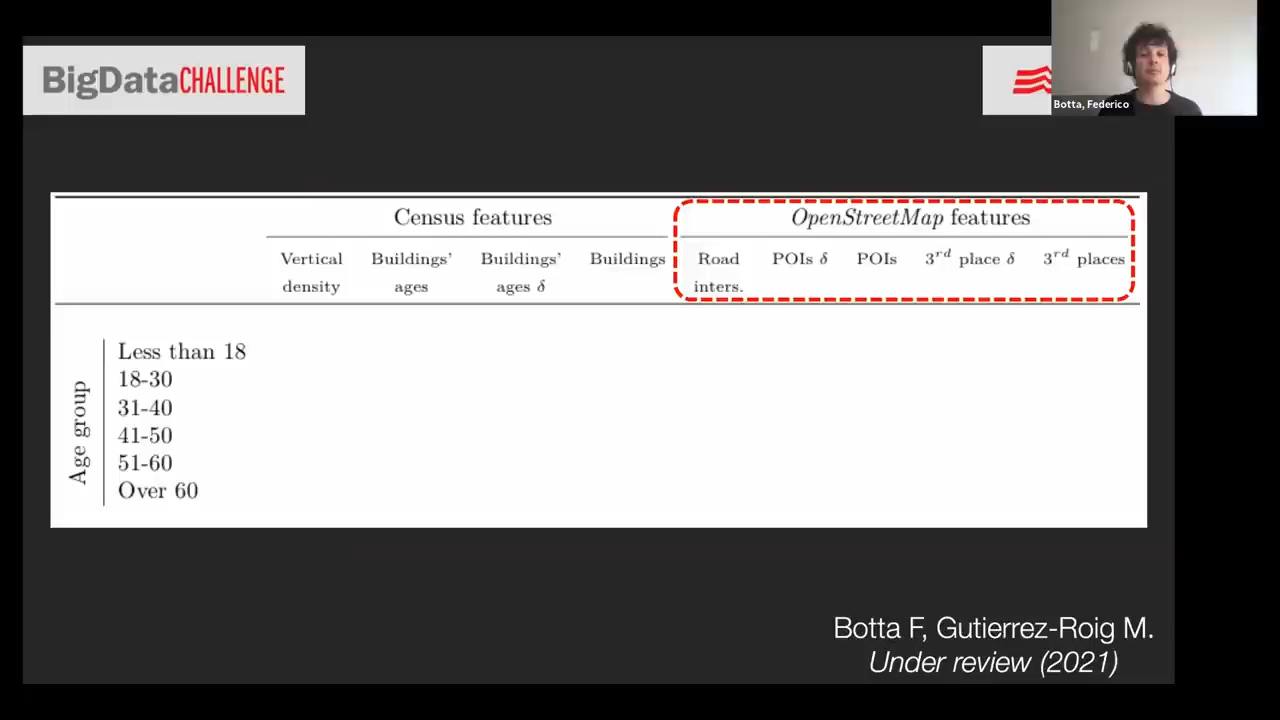 BigDataCHALLENGE
Botta, Federico
Census features
OpenStreetMap features
Vertical density
Buildings' ages
Buildings' ages δ
Buildings
Road inters.
POIs δ
POIs
3rd place δ
3rd places
Age group
Less than 18
18-30
31-40
41-50
51-60
Over 60
Botta F, Gutierrez-Roig M.
Under review (2021)